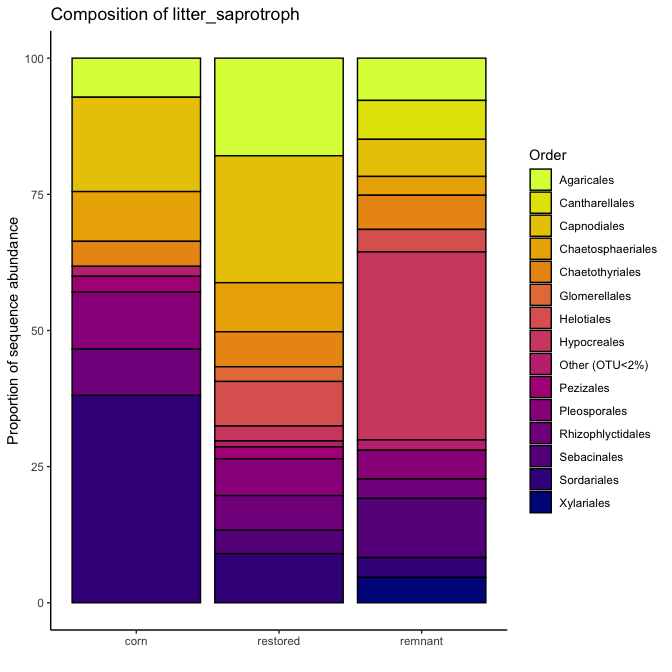 Composition of litter_saprotroph
Proportion of sequence abundance
100
75
50
25
0
corn
restored
remnant
Order
Agaricales
Cantharellales
Capnodiales
Chaetosphaeriales
Chaetothyriales
Glomerellales
Helotiales
Hypocreales
Other (OTU<2%)
Pezizales
Pleosporales
Rhizophlyctidales
Sebacinales
Sordariales
Xylariales